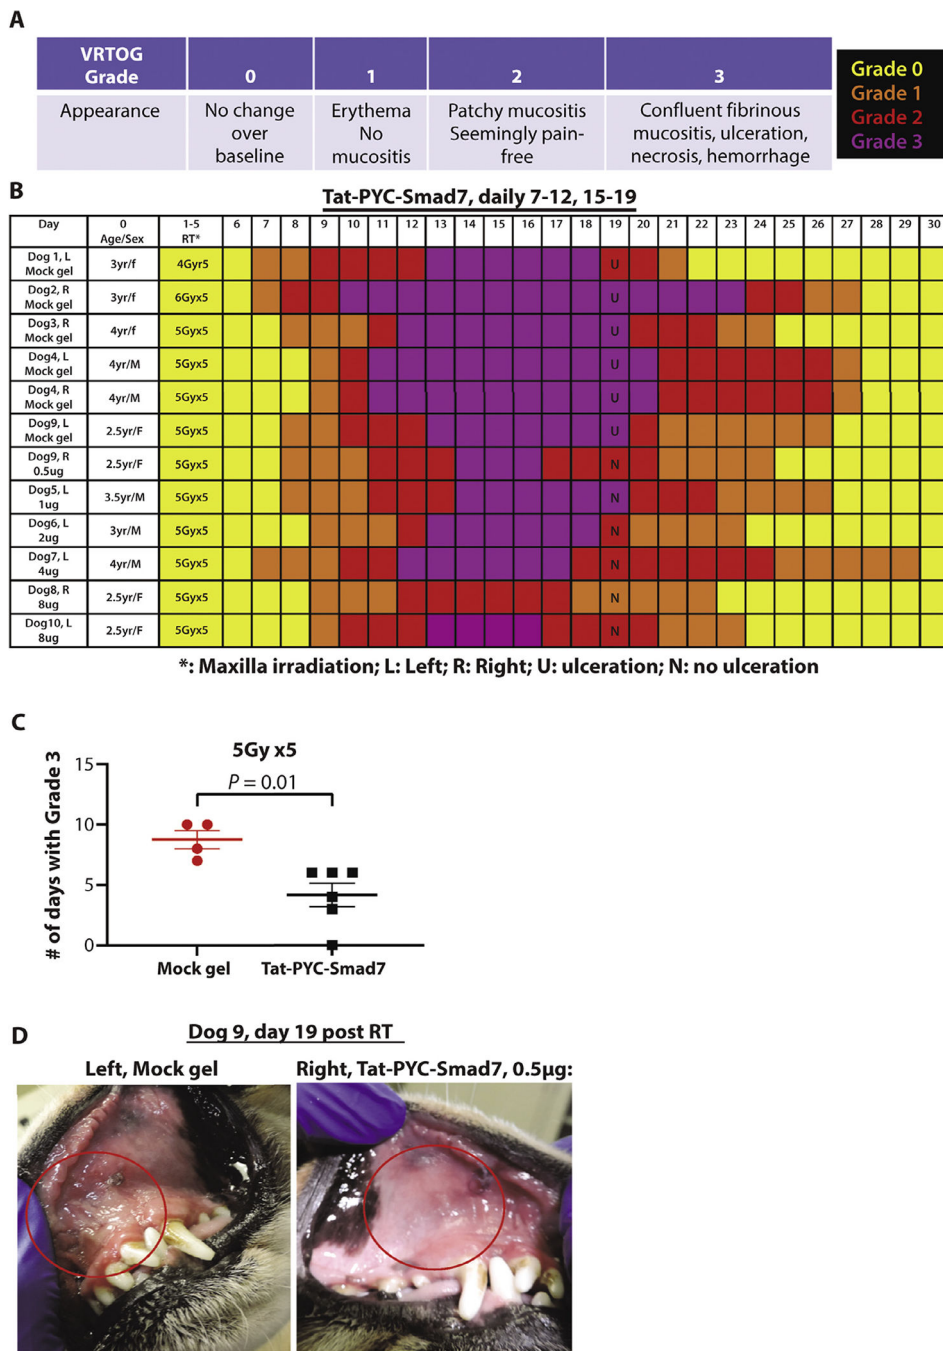 A
VRTOG Grade 0 1 2 3
Appearance No change over baseline Erythema No mucositis Patchy mucositis Seemingly pain-free Confluent fibrinous mucositis, ulceration, necrosis, hemorrhage
Grade 0
Grade 1
Grade 2
Grade 3
B
Tat-PYC-Smad7, daily 7-12, 15-19
Day 0 Age/Sex 1-5 RT* 6 7 8 9 10 11 12 13 14 15 16 17 18 19 20 21 22 23 24 25 26 27 28 29 30
Dog 1, L Mock gel 3yr/f 4Gyr5 U
Dog2, R Mock gel 3yr/f 6Gyx5 U
Dog3, R Mock gel 4yr/f 5Gyx5 U
Dog4, L Mock gel 4yr/M 5Gyx5 U
Dog4, R Mock gel 4yr/M 5Gyx5 U
Dog9, L Mock gel 2.5yr/F 5Gyx5 U
Dog9, R 0.5ug 2.5yr/F 5Gyx5 N
Dog5, L 1ug 3.5yr/M 5Gyx5 N
Dog6, L 2ug 3yr/M 5Gyx5 N
Dog7, L 4ug 4yr/M 5Gyx5 N
Dog8, R 8ug 2.5yr/F 5Gyx5 N
Dog10, L 8ug 2.5yr/F 5Gyx5 N
*: Maxilla irradiation; L: Left; R: Right; U: ulceration; N: no ulceration
C
5Gy x5
P = 0.01
# of days with Grade 3
15
10
5
0
Mock gel Tat-PYC-Smad7
D
Dog 9, day 19 post RT
Left, Mock gel Right, Tat-PYC-Smad7, 0.5μg: